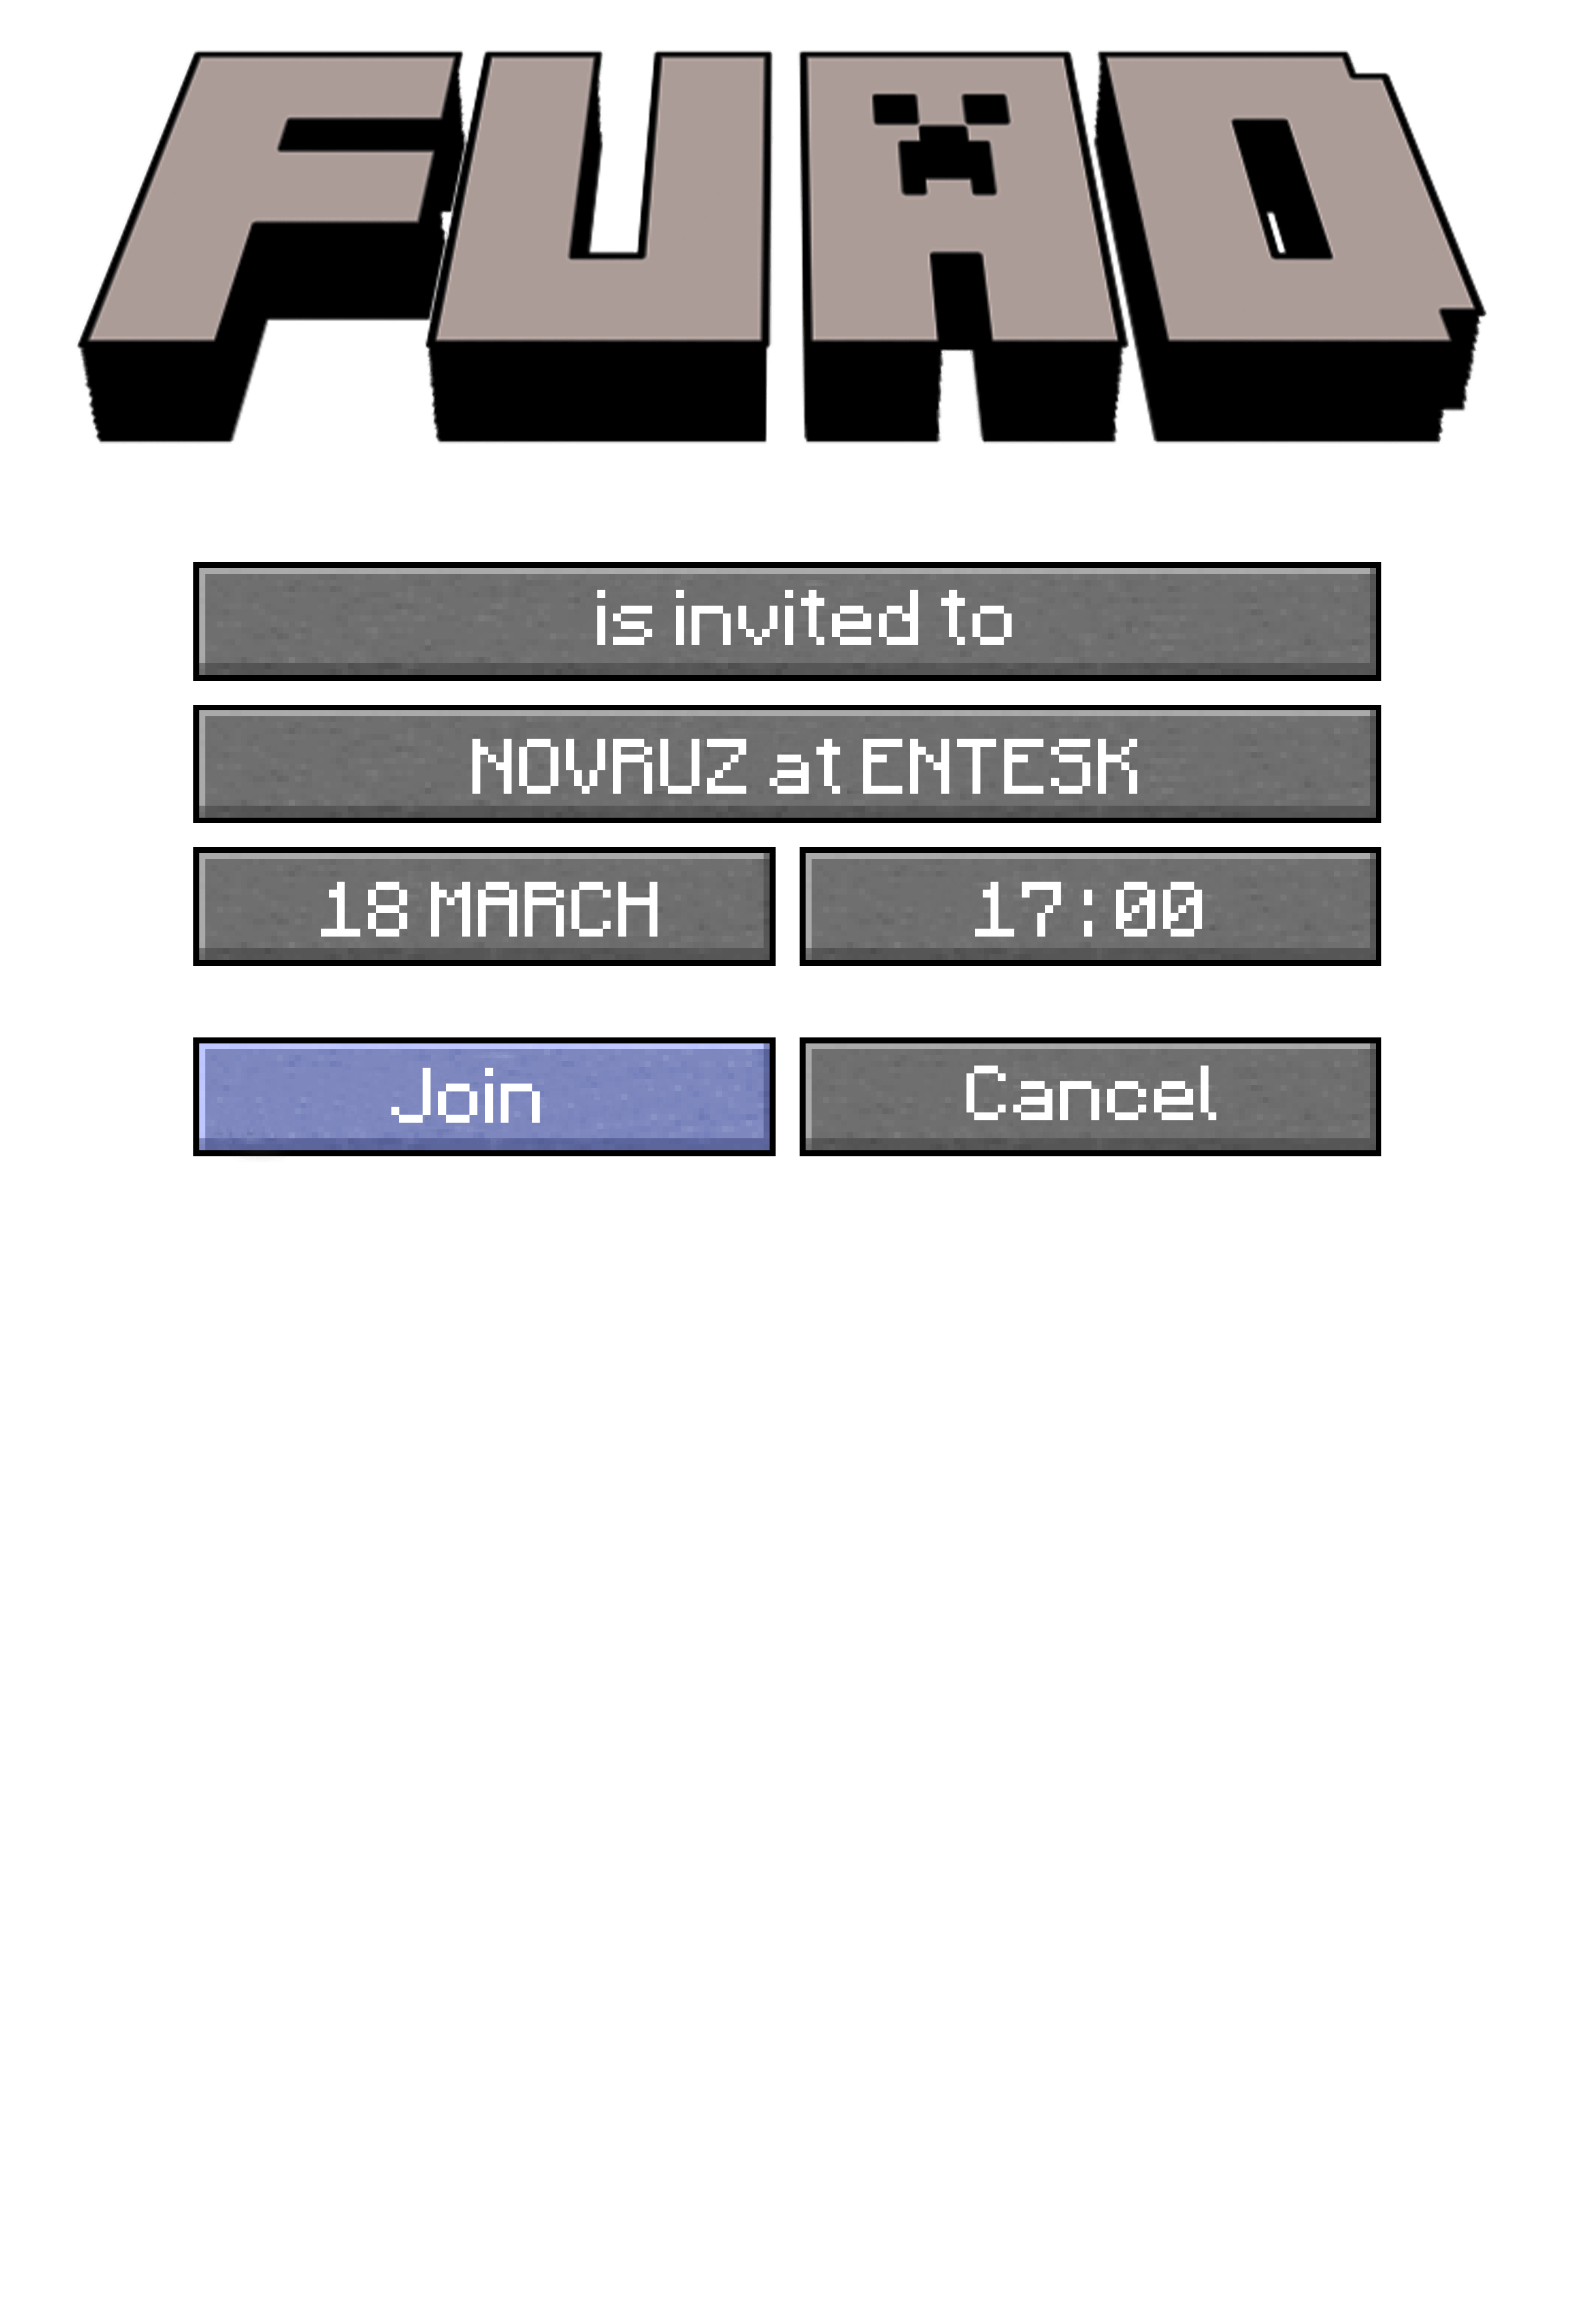 FUAD
is invited to
NOVRUZ at ENTESK
18 MARCH
17:00
Join
Cancel